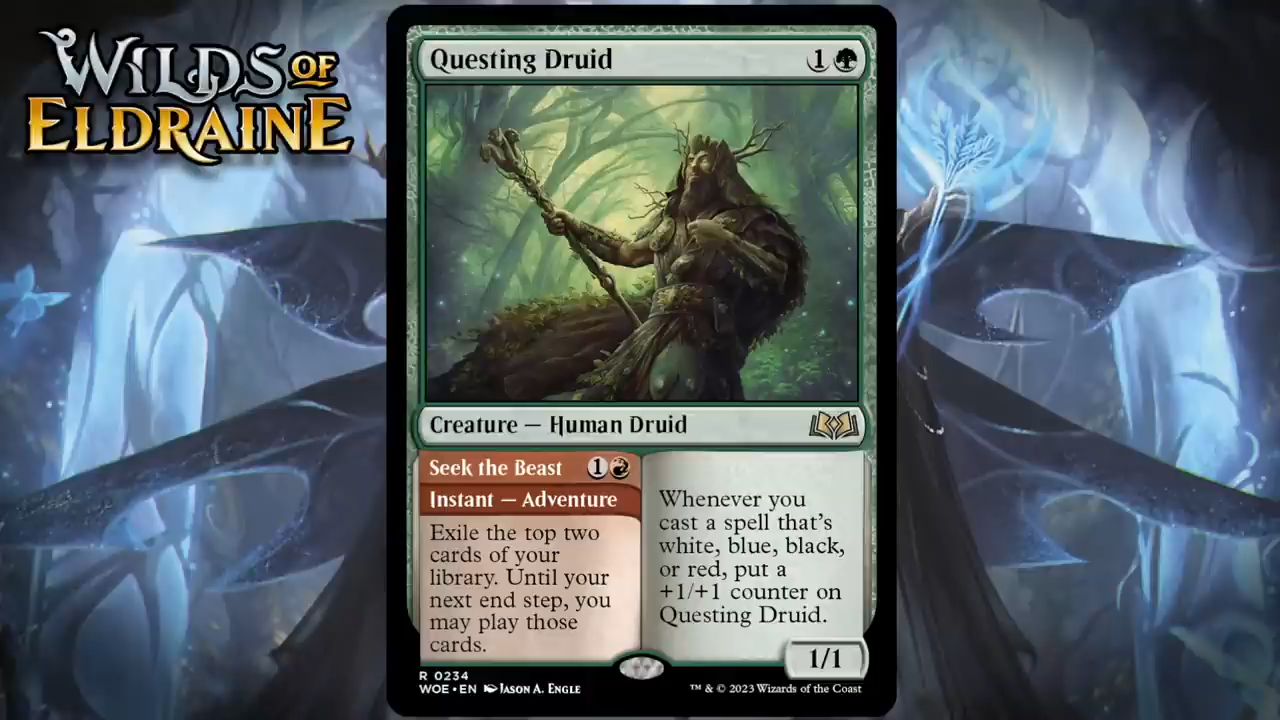 WILDS OF
ELDRAINE
Questing Druid 1
Creature — Human Druid
Seek the Beast 1
Instant — Adventure
Exile the top two
cards of your
library. Until your
next end step, you
may play those
cards.
Whenever you
cast a spell that's
white, blue, black,
or red, put a
+1/+1 counter on
Questing Druid.
1/1
R 0234
WOE • EN Jason A. Engle
™ & © 2023 Wizards of the Coast